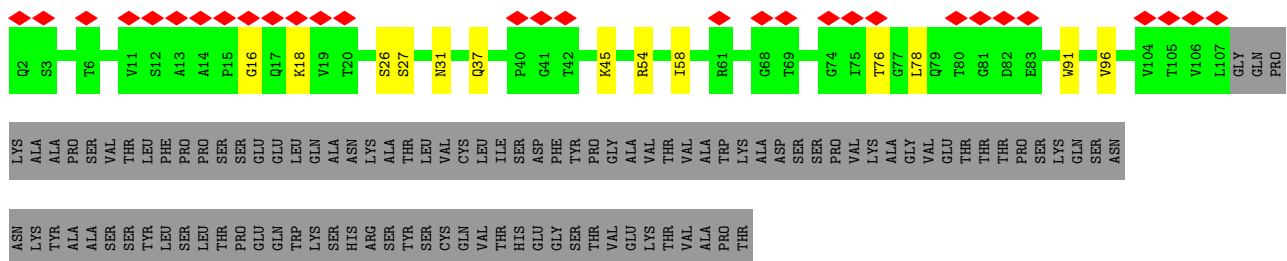 Q2 S3 T6 V11 S12 A13 A14 P15 G16 Q17 K18 V19 T20 S26 S27 N31 Q37 P40 G41 T42 K45 R54 I58 R61 G68 T69 G74 I75 T76 G77 L78 Q79 T80 G81 D82 E83 W91 V96 V104 T105 V106 L107 GLY GLN PRO
LYS ALA ALA PRO SER VAL THR LEU PHE PRO PRO SER SER GLU GLU LEU GLN ALA ASN LYS ALA THR LEU VAL CYS LEU ILE SER ASP PHE TYR PRO GLY ALA VAL THR VAL ALA TRP LYS ALA ASP SER SER PRO VAL LYS ALA GLY VAL GLU THR THR THR PRO SER LYS GLN SER ASN
ASN LYS TYR ALA ALA SER SER TYR LEU SER LEU THR PRO GLU GLN TRP LYS SER HIS ARG SER TYR SER CYS GLN VAL THR HIS GLU GLY SER THR VAL GLU LYS THR VAL ALA PRO THR